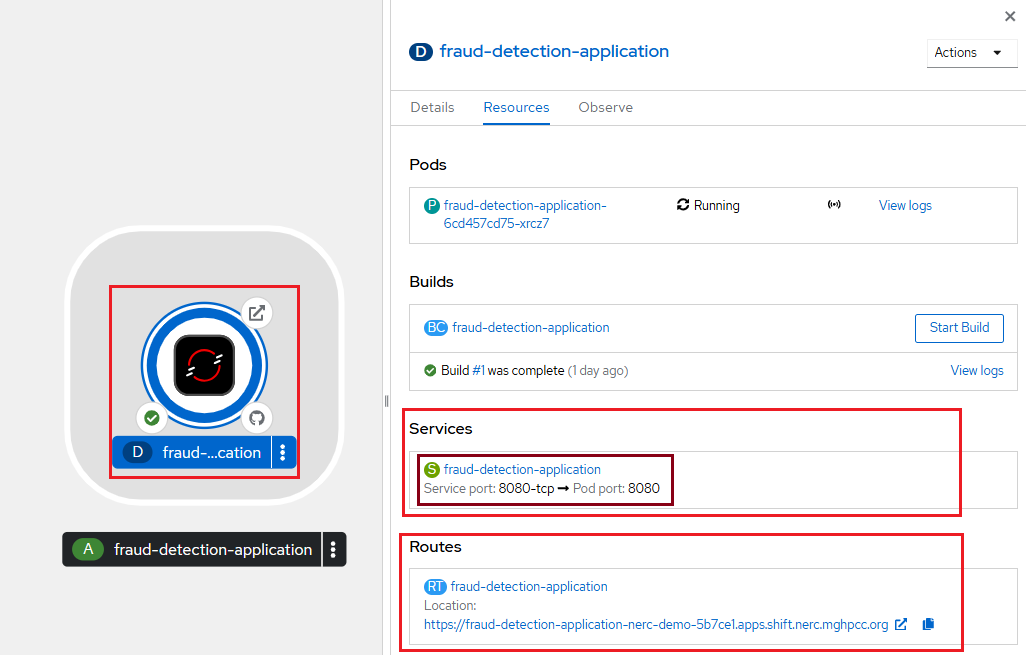 D fraud-...cation
A fraud-detection-application
D fraud-detection-application
Actions
Details Resources Observe
Pods
P fraud-detection-application-
6cd457cd75-xrcz7
Running
View logs
Builds
BC fraud-detection-application
Start Build
Build #1 was complete (1 day ago)
View logs
Services
S fraud-detection-application
Service port: 8080-tcp → Pod port: 8080
Routes
RT fraud-detection-application
Location:
https://fraud-detection-application-nerc-demo-5b7ce1.apps.shift.nerc.mghpcc.org